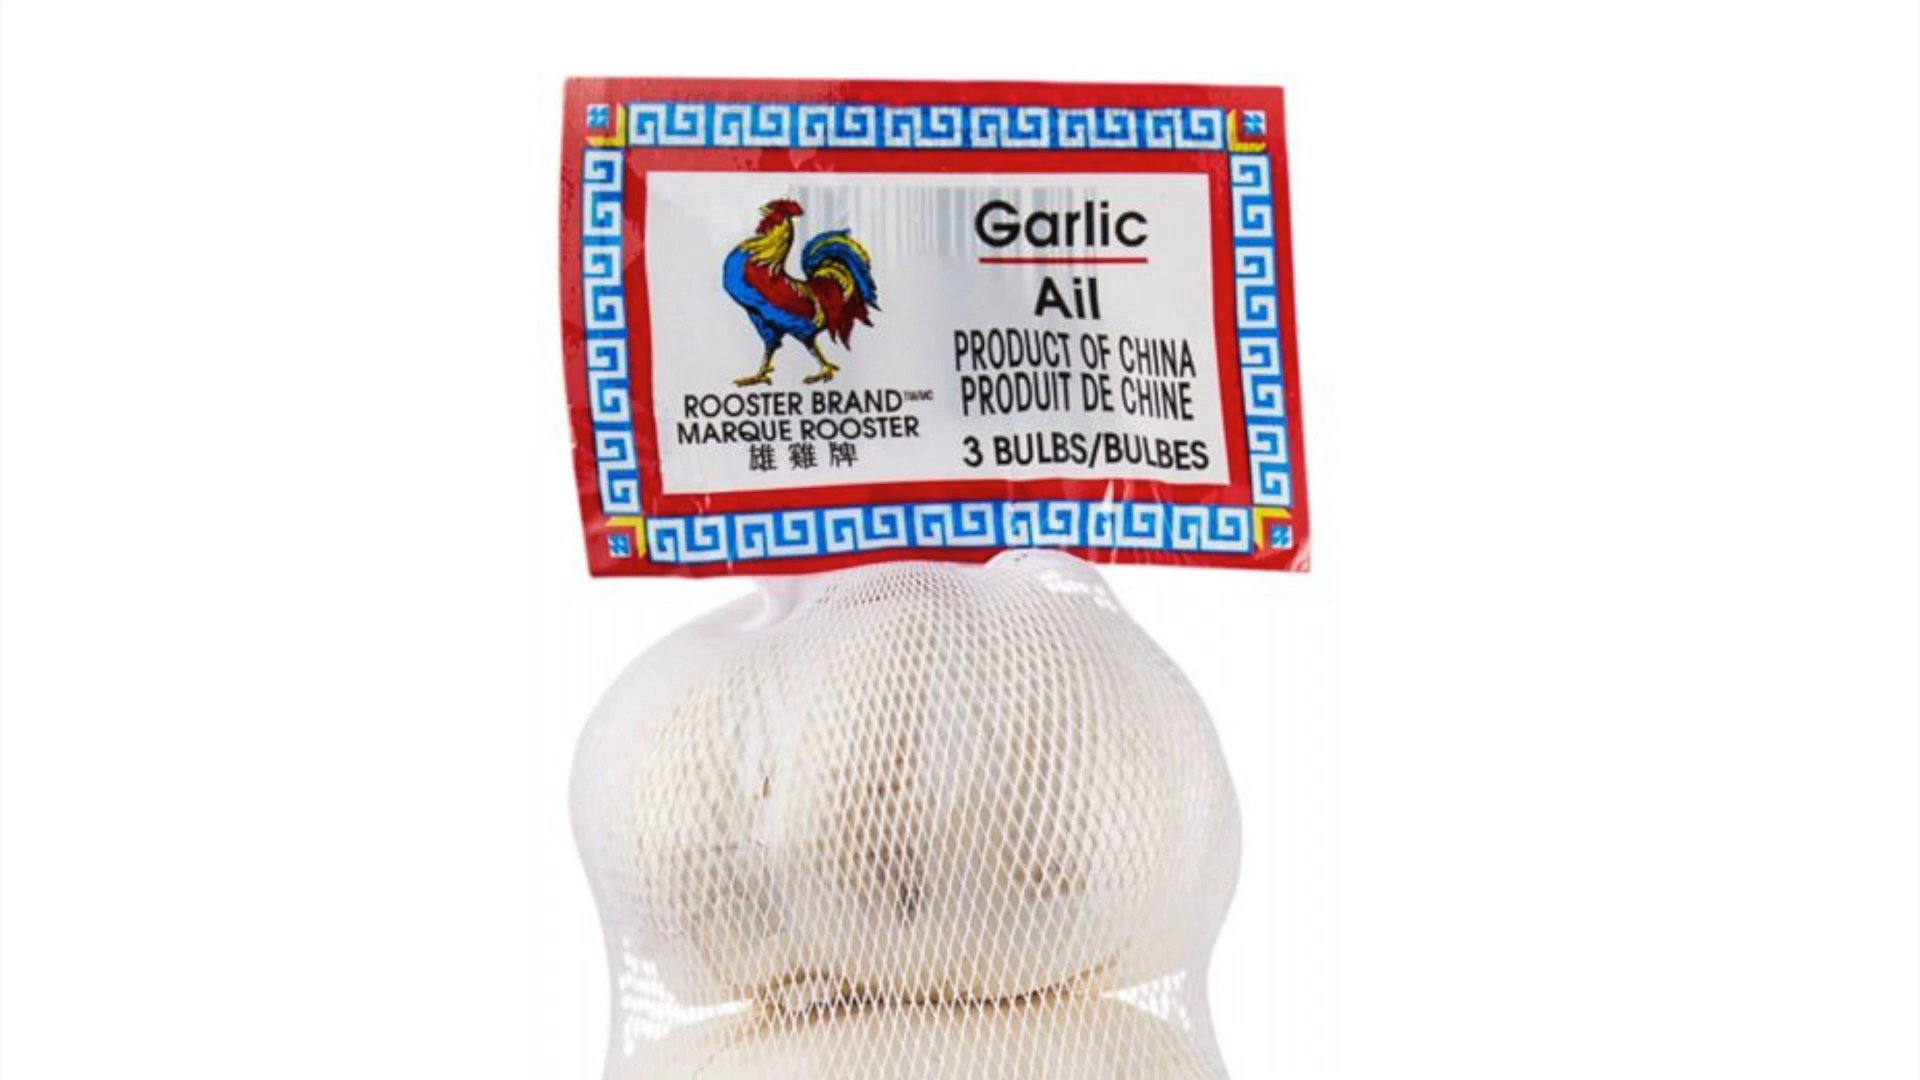 Garlic
Ail
PRODUCT OF CHINA
PRODUIT DE CHINE
3 BULBS/BULBES
ROOSTER BRAND
MARQUE ROOSTER
雄雞牌